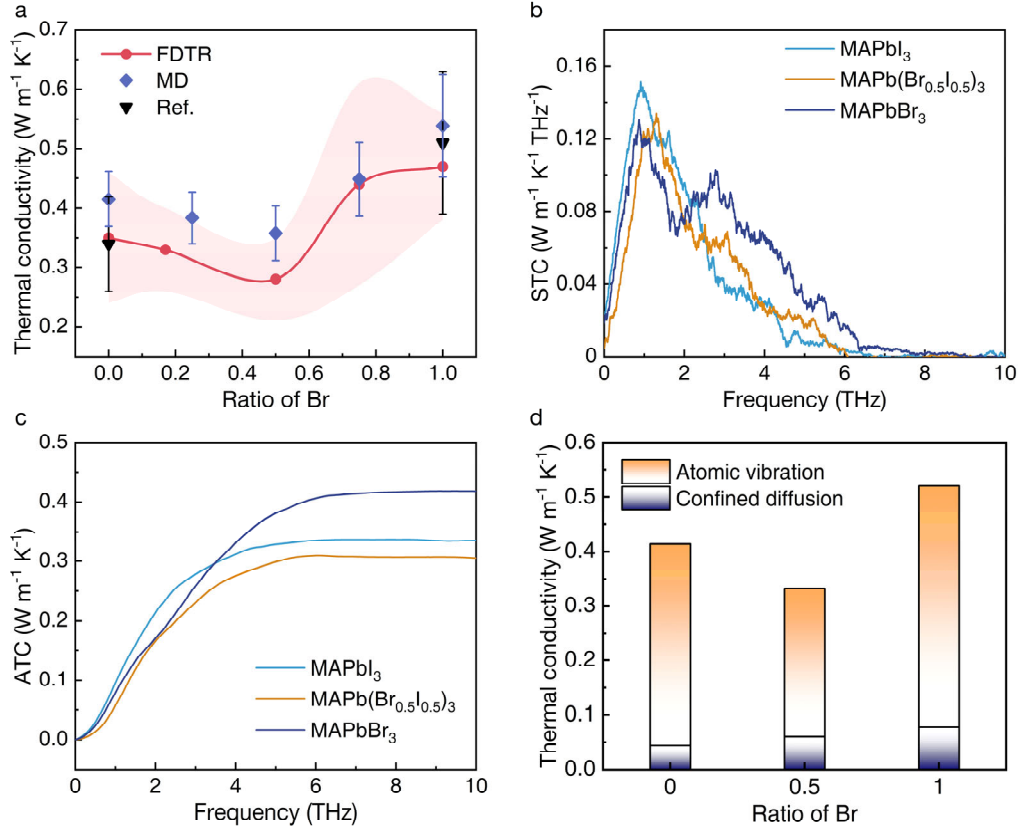 a
Thermal conductivity (W m⁻¹ K⁻¹)
0.7
0.6
0.5
0.4
0.3
0.2
FDTR
MD
Ref.
0.0 0.2 0.4 0.6 0.8 1.0
Ratio of Br
b
STC (W m⁻¹ K⁻¹ THz⁻¹)
0.16
0.12
0.08
0.04
0
MAPbI₃
MAPb(Br₀.₅I₀.₅)₃
MAPbBr₃
0 2 4 6 8 10
Frequency (THz)
c
ATC (W m⁻¹ K⁻¹)
0.5
0.4
0.3
0.2
0.1
0.0
MAPbI₃
MAPb(Br₀.₅I₀.₅)₃
MAPbBr₃
0 2 4 6 8 10
Frequency (THz)
d
Thermal conductivity (W m⁻¹ K⁻¹)
0.6
0.5
0.4
0.3
0.2
0.1
0.0
Atomic vibration
Confined diffusion
0 0.5 1
Ratio of Br